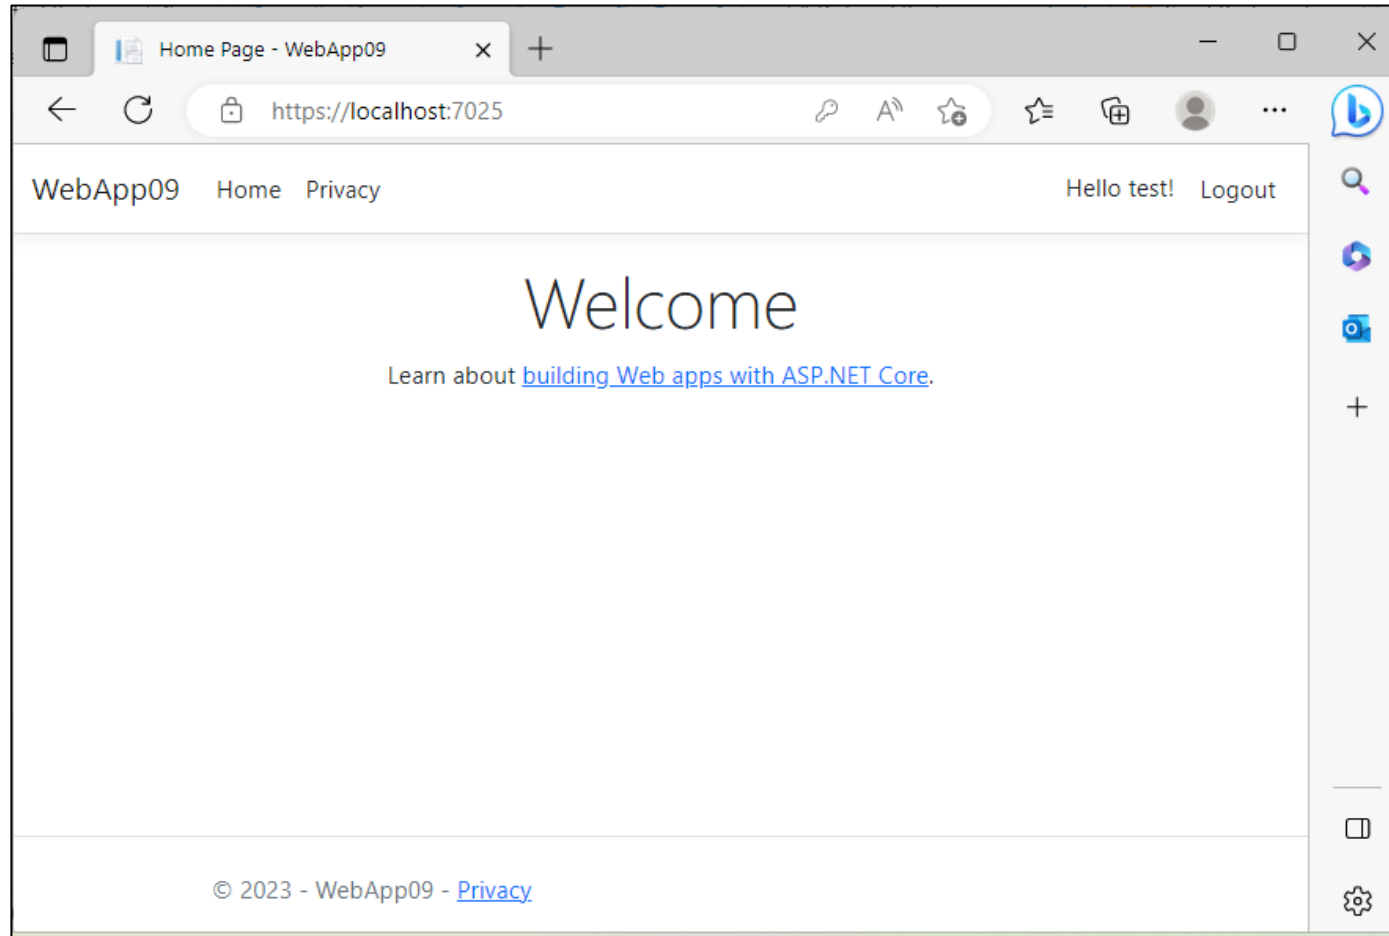 Home Page - WebApp09
https://localhost:7025
WebApp09 Home Privacy Hello test! Logout
Welcome
Learn about building Web apps with ASP.NET Core.
© 2023 - WebApp09 - Privacy